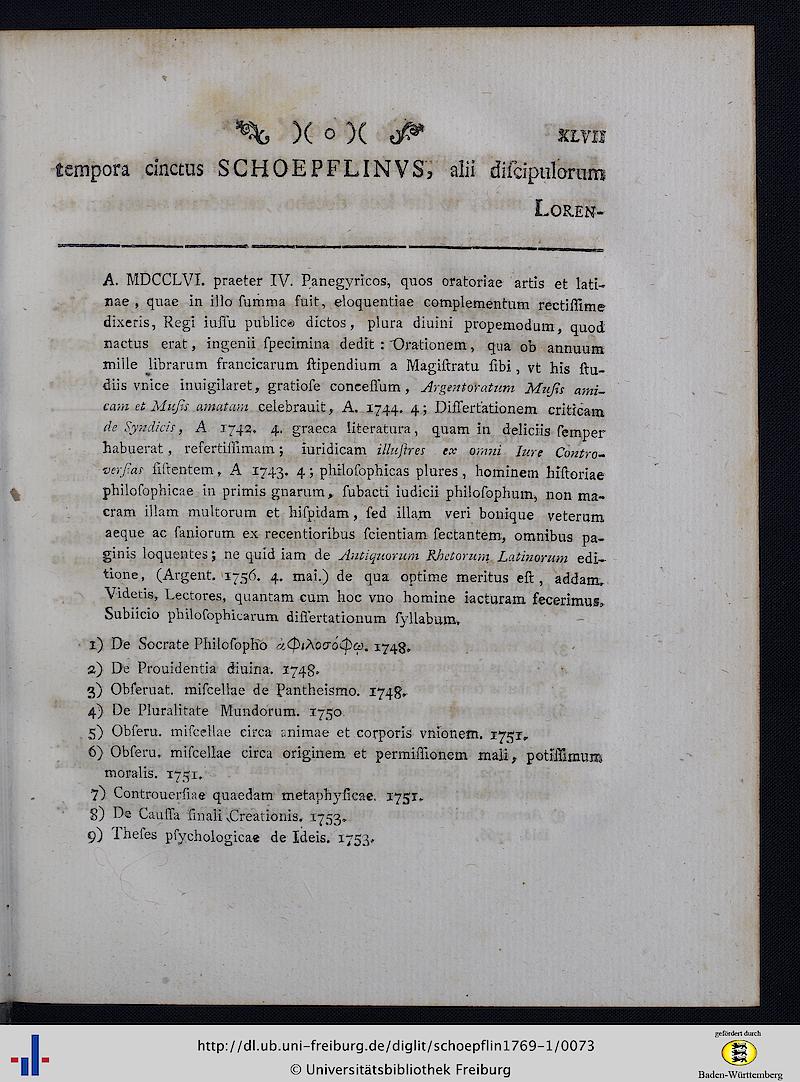 )( o )( XLVII
tempora cinctus SCHOEPFLINVS, alii diſcipulorum
LOREN-
A. MDCCLVI. praeter IV. Panegyricos, quos oratoriae artis et lati-
nae, quae in illo ſumma fuit, eloquentiae complementum rectiſſime
dixeris, Regi iuſſu publice dictos, plura diuini propemodum, quod
nactus erat, ingenii ſpecimina dedit: Orationem, qua ob annuum
mille librarum francicarum ſtipendium a Magiſtratu ſibi, vt his ſtu-
diis vnice inuigilaret, gratioſe conceſſum, Argentoratum Muſis ami-
cam et Muſis amatam celebrauit, A. 1744. 4; Diſſertationem criticam
de Syndicis, A 1742. 4. graeca literatura, quam in deliciis ſemper
habuerat, refertiſſimam; iuridicam illuſtres ex omni Iure Contro-
verſias ſiſtentem, A 1743. 4; philoſophicas plures, hominem hiſtoriae
philoſophicae in primis gnarum, ſubacti iudicii philoſophum, non ma-
cram illam multorum et hiſpidam, ſed illam veri bonique veterum
aeque ac ſaniorum ex recentioribus ſcientiam ſectantem, omnibus pa-
ginis loquentes; ne quid iam de Antiquorum Rhetorum Latinorum edi-
tione, (Argent. 1756. 4. mai.) de qua optime meritus eſt, addam.
Videtis, Lectores, quantam cum hoc vno homine iacturam fecerimus.
Subiicio philoſophicarum diſſertationum ſyllabum.
1) De Socrate Philoſopho ἀΦιλοσόΦῳ. 1748.
2) De Prouidentia diuina. 1748.
3) Obſeruat. miſcellae de Pantheismo. 1748.
4) De Pluralitate Mundorum. 1750
5) Obſeru. miſcellae circa animae et corporis vnionem. 1751.
6) Obſeru. miſcellae circa originem et permiſſionem mali, potiſſimum
moralis. 1751.
7) Controuerſiae quaedam metaphyſicae. 1751.
8) De Cauſſa finali Creationis. 1753.
9) Theſes pſychologicae de Ideis. 1753.
http://dl.ub.uni-freiburg.de/diglit/schoepflin1769-1/0073
© Universitätsbibliothek Freiburg
gefördert durch
Baden-Württemberg